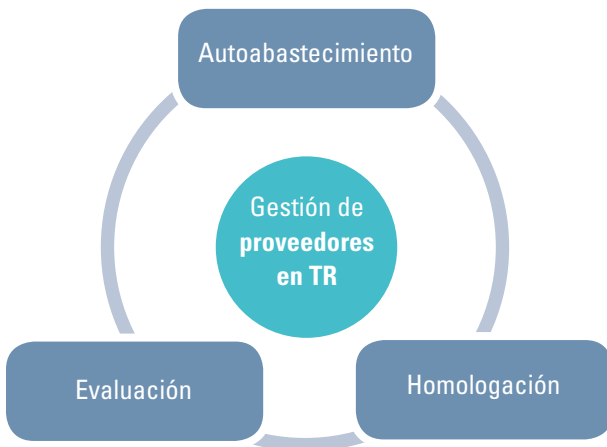 Autoabastecimiento
Gestión de
proveedores
en TR
Evaluación
Homologación